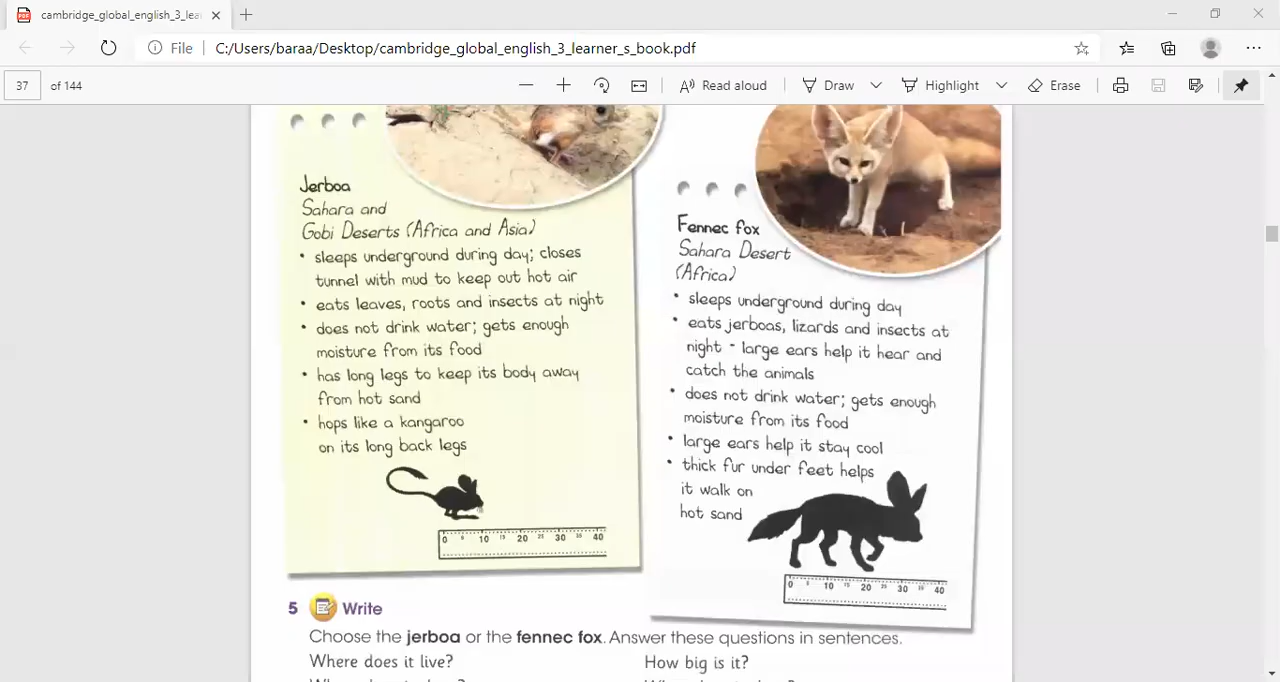 cambridge_global_english_3_lea
File
C:/Users/baraa/Desktop/cambridge_global_english_3_learner_s_book.pdf
37
of 144
Read aloud
Draw
Highlight
Erase
Jerboa
Sahara and
Gobi Deserts (Africa and Asia)
• sleeps underground during day; closes
tunnel with mud to keep out hot air
• eats leaves, roots and insects at night
• does not drink water; gets enough
moisture from its food
• has long legs to keep its body away
from hot sand
• hops like a kangaroo
on its long back legs
0 5 10 15 20 25 30 35 40
Fennec fox
Sahara Desert
(Africa)
• sleeps underground during day
• eats jerboas, lizards and insects at
night - large ears help it hear and
catch the animals
• does not drink water; gets enough
moisture from its food
• large ears help it stay cool
• thick fur under feet helps
it walk on
hot sand
0 5 10 15 20 25 30 35 40
5 Write
Choose the jerboa or the fennec fox. Answer these questions in sentences.
Where does it live?
How big is it?